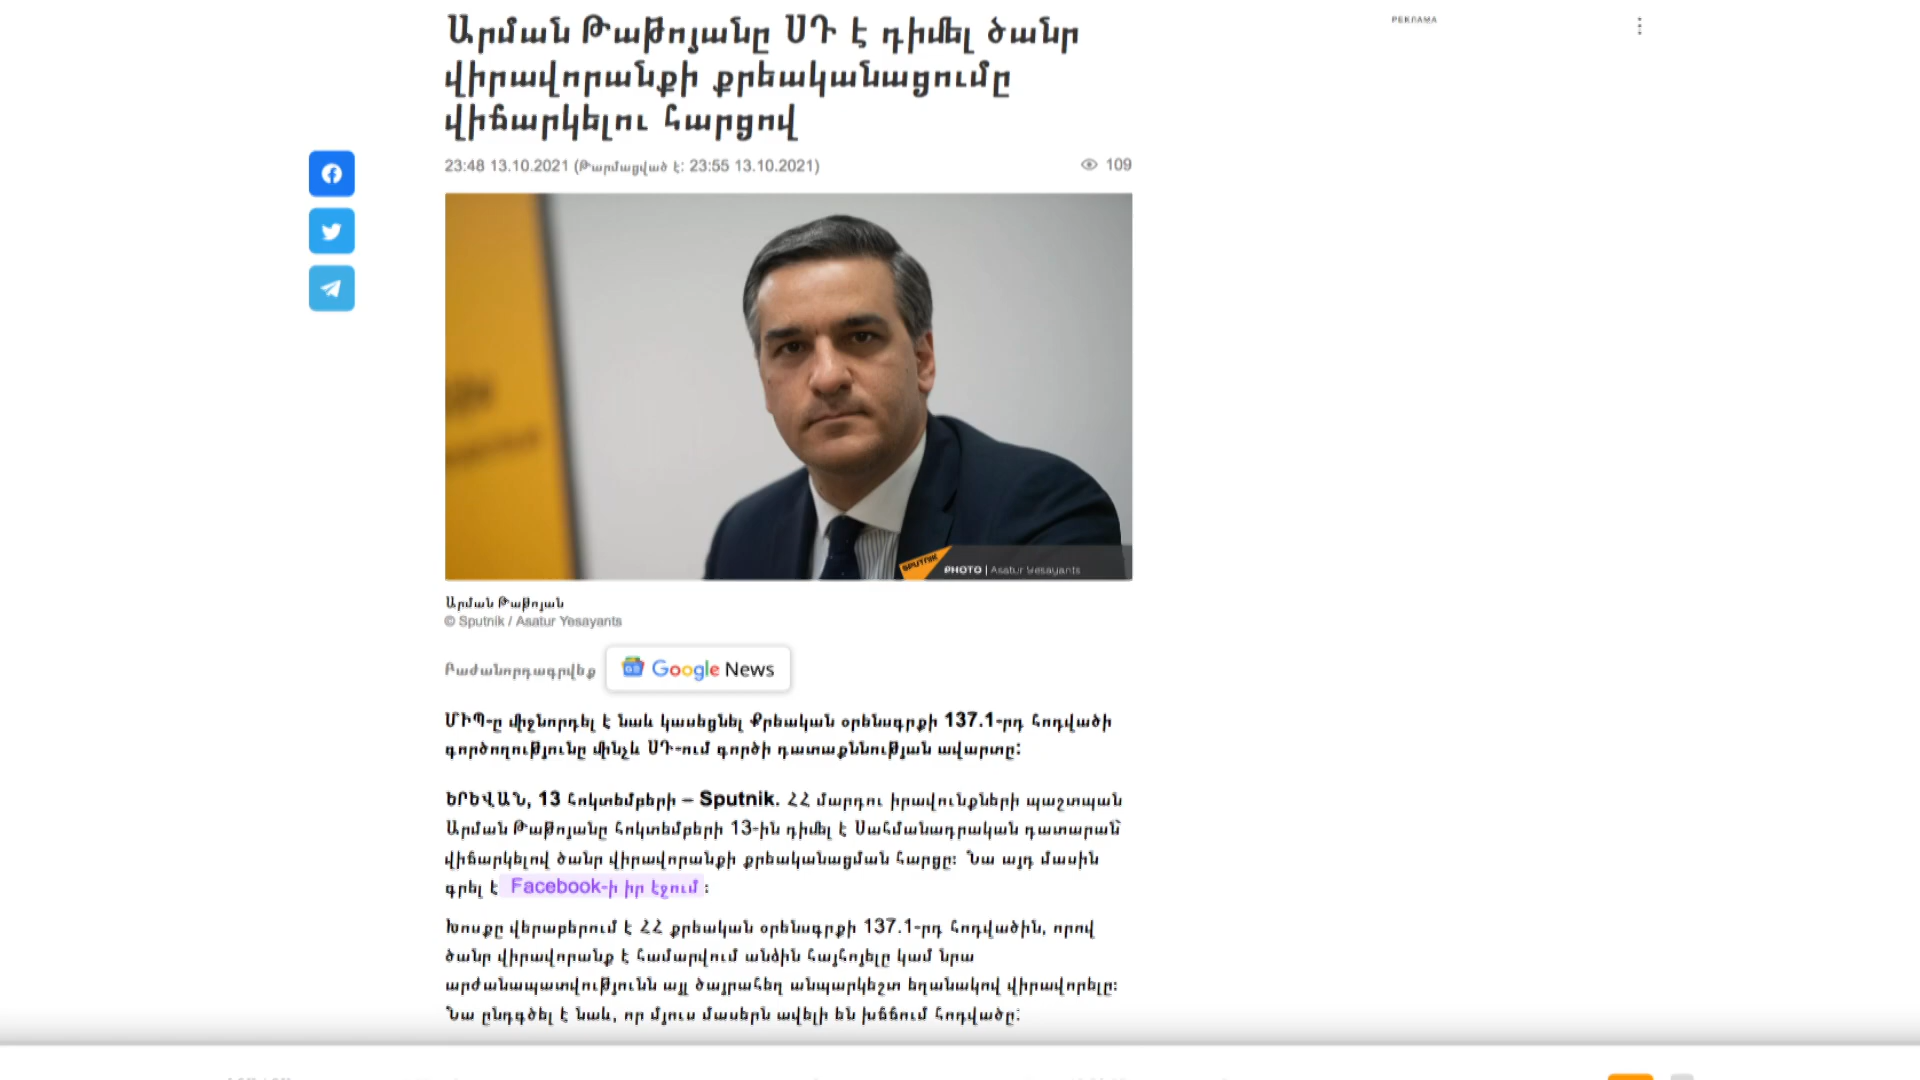 Արման Թաթոյանը ՍԴ է դիմել ծանր
վիրավորանքի քրեականացումը
վիճարկելու հարցով
РЕКЛАМА
23:48 13.10.2021 (Թարմացված է: 23:55 13.10.2021)
109
SPUTNIK
PHOTO | Asatur Yesayants
Արման Թաթոյան
© Sputnik / Asatur Yesayants
Բաժանորդագրվեք
Google News
ՄԻՊ-ը միջնորդել է նաև կասեցնել Քրեական օրենսգրքի 137.1-րդ հոդվածի
գործողությունը մինչև ՍԴ-ում գործի դատաքննության ավարտը:
ԵՐԵՎԱՆ, 13 հոկտեմբերի – Sputnik. ՀՀ մարդու իրավունքների պաշտպան
Արման Թաթոյանը հոկտեմբերի 13-ին դիմել է Սահմանադրական դատարան՝
վիճարկելով ծանր վիրավորանքի քրեականացման հարցը։ Նա այդ մասին
գրել է Facebook-ի իր էջում ։
Խոսքը վերաբերում է ՀՀ քրեական օրենսգրքի 137.1-րդ հոդվածին, որով
ծանր վիրավորանք է համարվում անձին հայհոյելը կամ նրա
արժանապատվությունն այլ ծայրահեղ անպարկեշտ եղանակով վիրավորելը։
Նա ընդգծել է նաև, որ մյուս մասերն ավելի են խճճում հոդվածը: